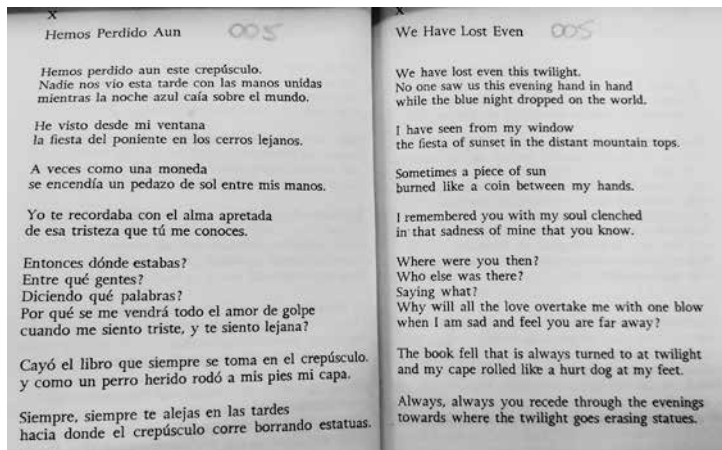 X
Hemos Perdido Aun 005
Hemos perdido aun este crepúsculo.
Nadie nos vio esta tarde con las manos unidas
mientras la noche azul caía sobre el mundo.
He visto desde mi ventana
la fiesta del poniente en los cerros lejanos.
A veces como una moneda
se encendía un pedazo de sol entre mis manos.
Yo te recordaba con el alma apretada
de esa tristeza que tú me conoces.
Entonces dónde estabas?
Entre qué gentes?
Diciendo qué palabras?
Por qué se me vendrá todo el amor de golpe
cuando me siento triste, y te siento lejana?
Cayó el libro que siempre se toma en el crepúsculo.
y como un perro herido rodó a mis pies mi capa.
Siempre, siempre te alejas en las tardes
hacia donde el crepúsculo corre borrando estatuas.
X
We Have Lost Even 005
We have lost even this twilight.
No one saw us this evening hand in hand
while the blue night dropped on the world.
I have seen from my window
the fiesta of sunset in the distant mountain tops.
Sometimes a piece of sun
burned like a coin between my hands.
I remembered you with my soul clenched
in that sadness of mine that you know.
Where were you then?
Who else was there?
Saying what?
Why will all the love overtake me with one blow
when I am sad and feel you are far away?
The book fell that is always turned to at twilight
and my cape rolled like a hurt dog at my feet.
Always, always you recede through the evenings
towards where the twilight goes erasing statues.